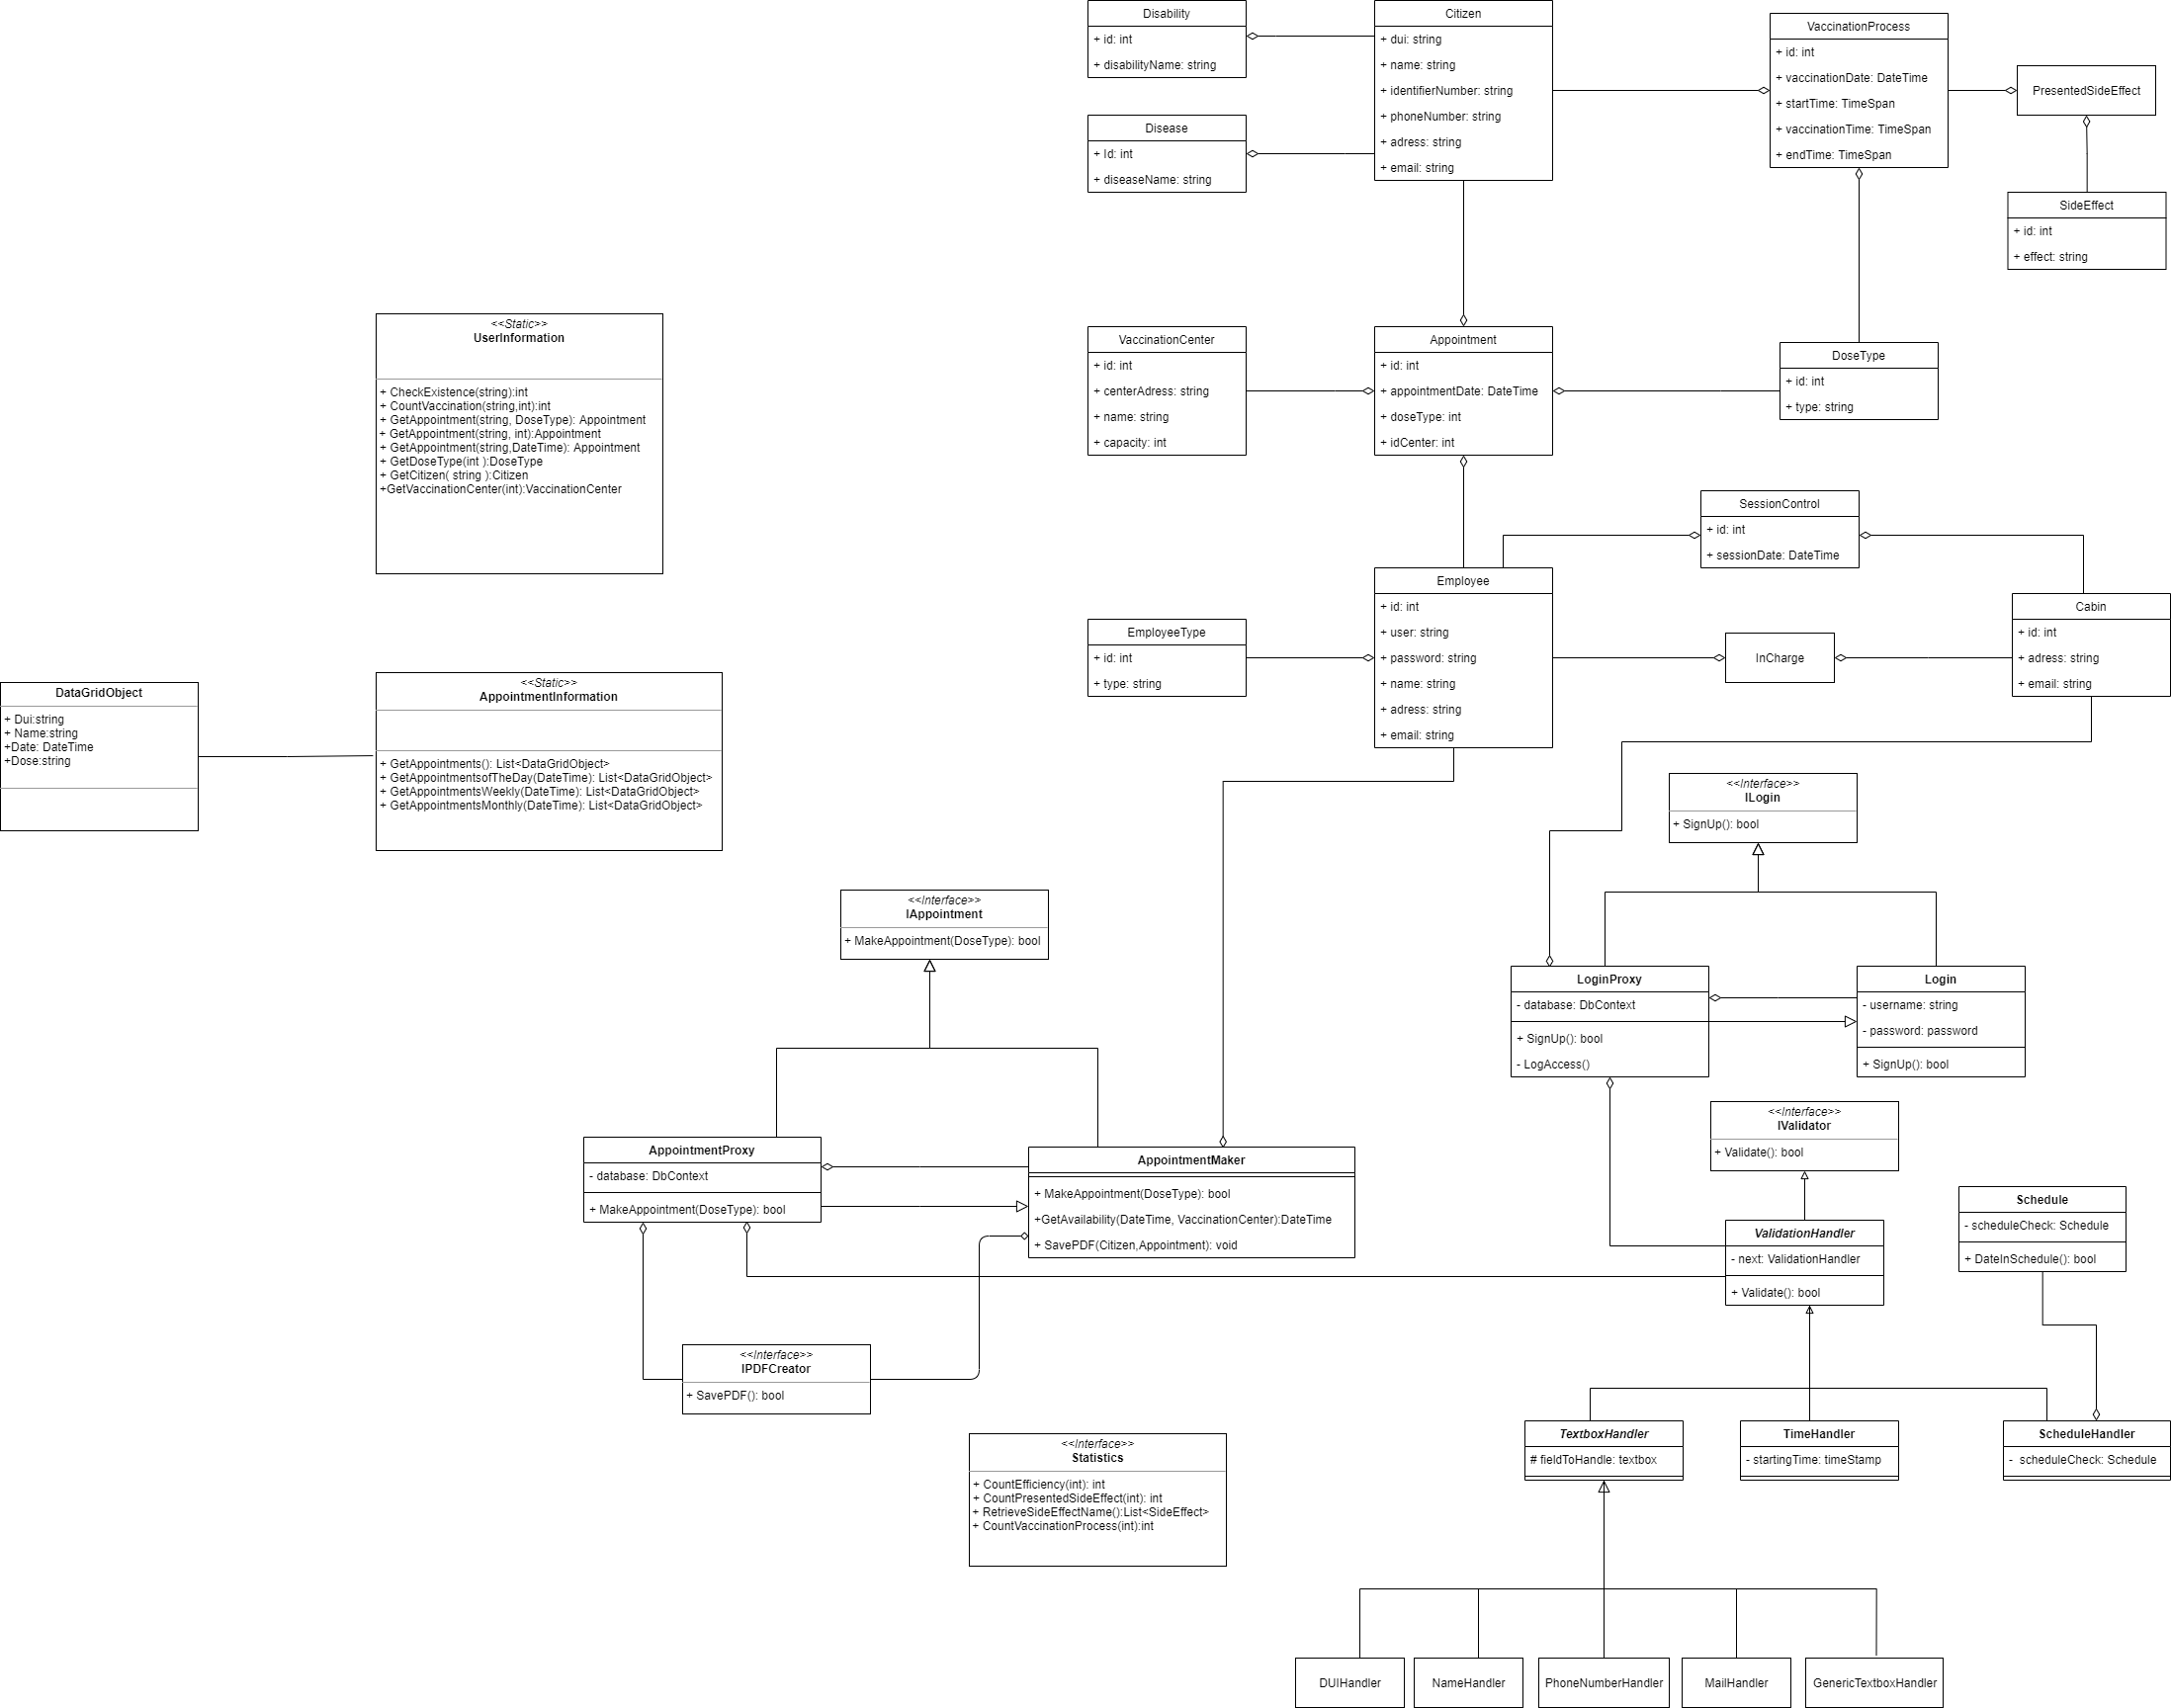 Disability
+ id: int
+ disabilityName: string
Citizen
+ dui: string
+ name: string
+ identifierNumber: string
+ phoneNumber: string
+ adress: string
+ email: string
VaccinationProcess
+ id: int
+ vaccinationDate: DateTime
+ startTime: TimeSpan
+ vaccinationTime: TimeSpan
+ endTime: TimeSpan
PresentedSideEffect
Disease
+ Id: int
+ diseaseName: string
SideEffect
+ id: int
+ effect: string
<<Static>>
UserInformation
+ CheckExistence(string):int
+ CountVaccination(string,int):int
+ GetAppointment(string, DoseType): Appointment
+ GetAppointment(string, int):Appointment
+ GetAppointment(string,DateTime): Appointment
+ GetDoseType(int ):DoseType
+ GetCitizen( string ):Citizen
+GetVaccinationCenter(int):VaccinationCenter
VaccinationCenter
+ id: int
+ centerAdress: string
+ name: string
+ capacity: int
Appointment
+ id: int
+ appointmentDate: DateTime
+ doseType: int
+ idCenter: int
DoseType
+ id: int
+ type: string
SessionControl
+ id: int
+ sessionDate: DateTime
Employee
+ id: int
+ user: string
+ password: string
+ name: string
+ adress: string
+ email: string
EmployeeType
+ id: int
+ type: string
InCharge
Cabin
+ id: int
+ adress: string
+ email: string
DataGridObject
+ Dui:string
+ Name:string
+Date: DateTime
+Dose:string
<<Static>>
AppointmentInformation
+ GetAppointments(): List<DataGridObject>
+ GetAppointmentsofTheDay(DateTime): List<DataGridObject>
+ GetAppointmentsWeekly(DateTime): List<DataGridObject>
+ GetAppointmentsMonthly(DateTime): List<DataGridObject>
<<Interface>>
ILogin
+ SignUp(): bool
<<Interface>>
IAppointment
+ MakeAppointment(DoseType): bool
LoginProxy
- database: DbContext
+ SignUp(): bool
- LogAccess()
Login
- username: string
- password: password
+ SignUp(): bool
<<Interface>>
IValidator
+ Validate(): bool
AppointmentProxy
- database: DbContext
+ MakeAppointment(DoseType): bool
AppointmentMaker
+ MakeAppointment(DoseType): bool
+GetAvailability(DateTime, VaccinationCenter):DateTime
+ SavePDF(Citizen,Appointment): void
ValidationHandler
- next: ValidationHandler
+ Validate(): bool
Schedule
- scheduleCheck: Schedule
+ DateInSchedule(): bool
<<Interface>>
IPDFCreator
+ SavePDF(): bool
TextboxHandler
# fieldToHandle: textbox
TimeHandler
- startingTime: timeStamp
ScheduleHandler
- scheduleCheck: Schedule
<<Interface>>
Statistics
+ CountEfficiency(int): int
+ CountPresentedSideEffect(int): int
+ RetrieveSideEffectName():List<SideEffect>
+ CountVaccinationProcess(int):int
DUIHandler
NameHandler
PhoneNumberHandler
MailHandler
GenericTextboxHandler